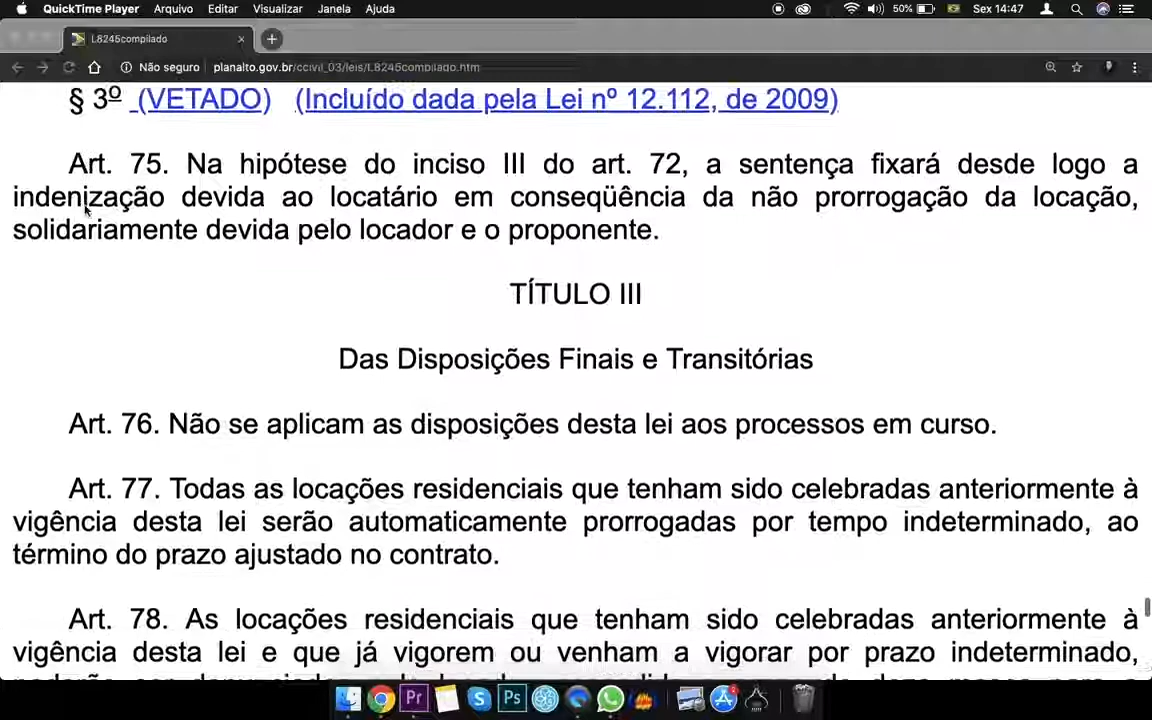 QuickTime Player Arquivo Editar Visualizar Janela Ajuda 50% Sex 14:47
L8245compilado
Não seguro planalto.gov.br/ccivil_03/leis/L8245compilado.htm
§ 3º (VETADO) (Incluído dada pela Lei nº 12.112, de 2009)
Art. 75. Na hipótese do inciso III do art. 72, a sentença fixará desde logo a
indenização devida ao locatário em conseqüência da não prorrogação da locação,
solidariamente devida pelo locador e o proponente.
TÍTULO III
Das Disposições Finais e Transitórias
Art. 76. Não se aplicam as disposições desta lei aos processos em curso.
Art. 77. Todas as locações residenciais que tenham sido celebradas anteriormente à
vigência desta lei serão automaticamente prorrogadas por tempo indeterminado, ao
término do prazo ajustado no contrato.
Art. 78. As locações residenciais que tenham sido celebradas anteriormente à
vigência desta lei e que já vigorem ou venham a vigorar por prazo indeterminado,
Pr Ps